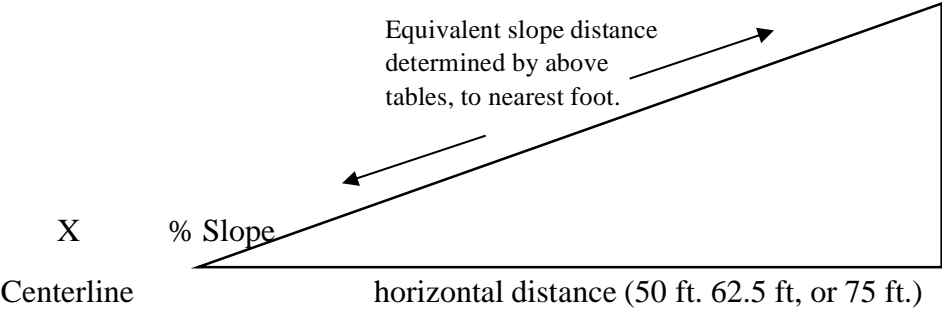 Equivalent slope distance
determined by above
tables, to nearest foot.
X % Slope
Centerline horizontal distance (50 ft. 62.5 ft, or 75 ft.)